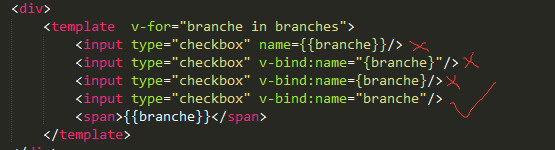 <div>
<template  v-for="branche in branches">
<input type="checkbox" name={{branche}}/>
<input type="checkbox" v-bind:name="{branche}"/>
<input type="checkbox" v-bind:name={branche}/>
<input type="checkbox" v-bind:name="branche"/>
<span>{{branche}}</span>
</template>